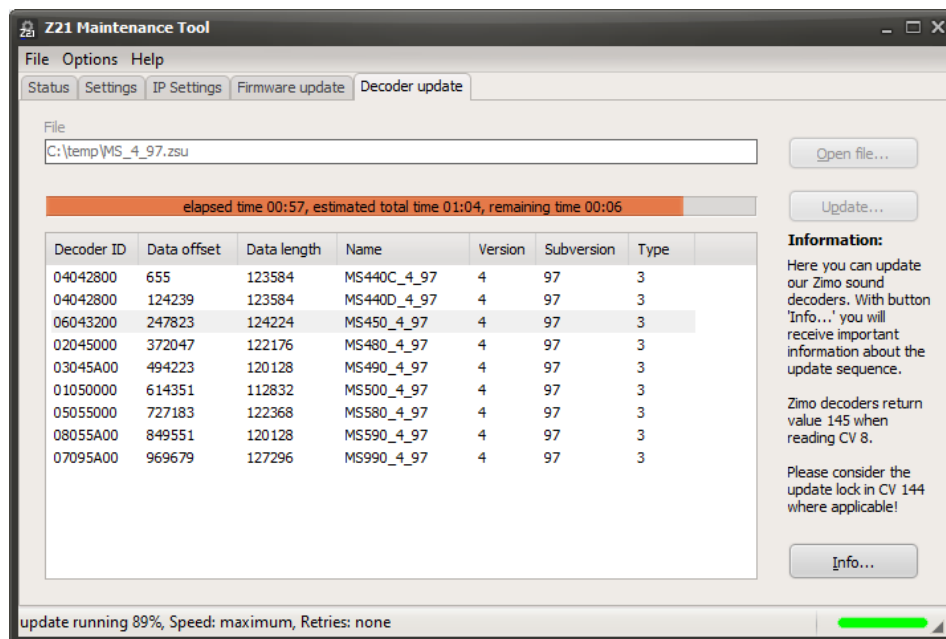 Z21 Z21 Maintenance Tool
File Options Help
Status Settings IP Settings Firmware update Decoder update
File
C:\temp\MS_4_97.zsu
Open file...
elapsed time 00:57, estimated total time 01:04, remaining time 00:06
Update...
Decoder ID Data offset Data length Name Version Subversion Type
04042800 655 123584 MS440C_4_97 4 97 3
04042800 124239 123584 MS440D_4_97 4 97 3
06043200 247823 124224 MS450_4_97 4 97 3
02045000 372047 122176 MS480_4_97 4 97 3
03045A00 494223 120128 MS490_4_97 4 97 3
01050000 614351 112832 MS500_4_97 4 97 3
05055000 727183 122368 MS580_4_97 4 97 3
08055A00 849551 120128 MS590_4_97 4 97 3
07095A00 969679 127296 MS990_4_97 4 97 3
Information:
Here you can update
our Zimo sound
decoders. With button
'Info...' you will
receive important
information about the
update sequence.
Zimo decoders return
value 145 when
reading CV 8.
Please consider the
update lock in CV 144
where applicable!
Info...
update running 89%, Speed: maximum, Retries: none